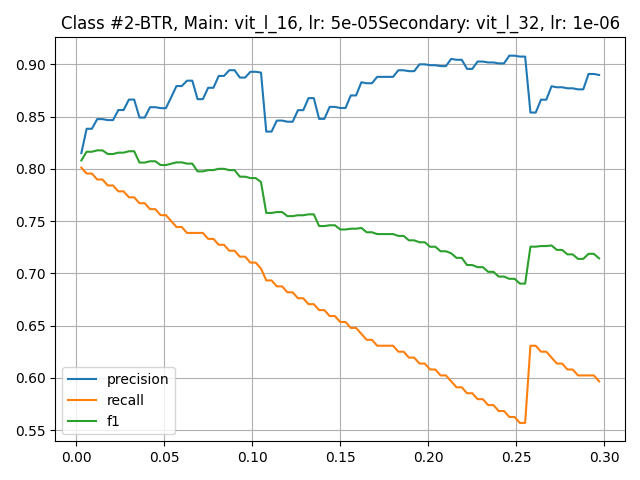 Class #2-BTR, Main: vit_l_16, lr: 5e-05Secondary: vit_l_32, lr: 1e-06
0.90
0.85
0.80
0.75
0.70
0.65
0.60
0.55
precision
recall
f1
0.00 0.05 0.10 0.15 0.20 0.25 0.30